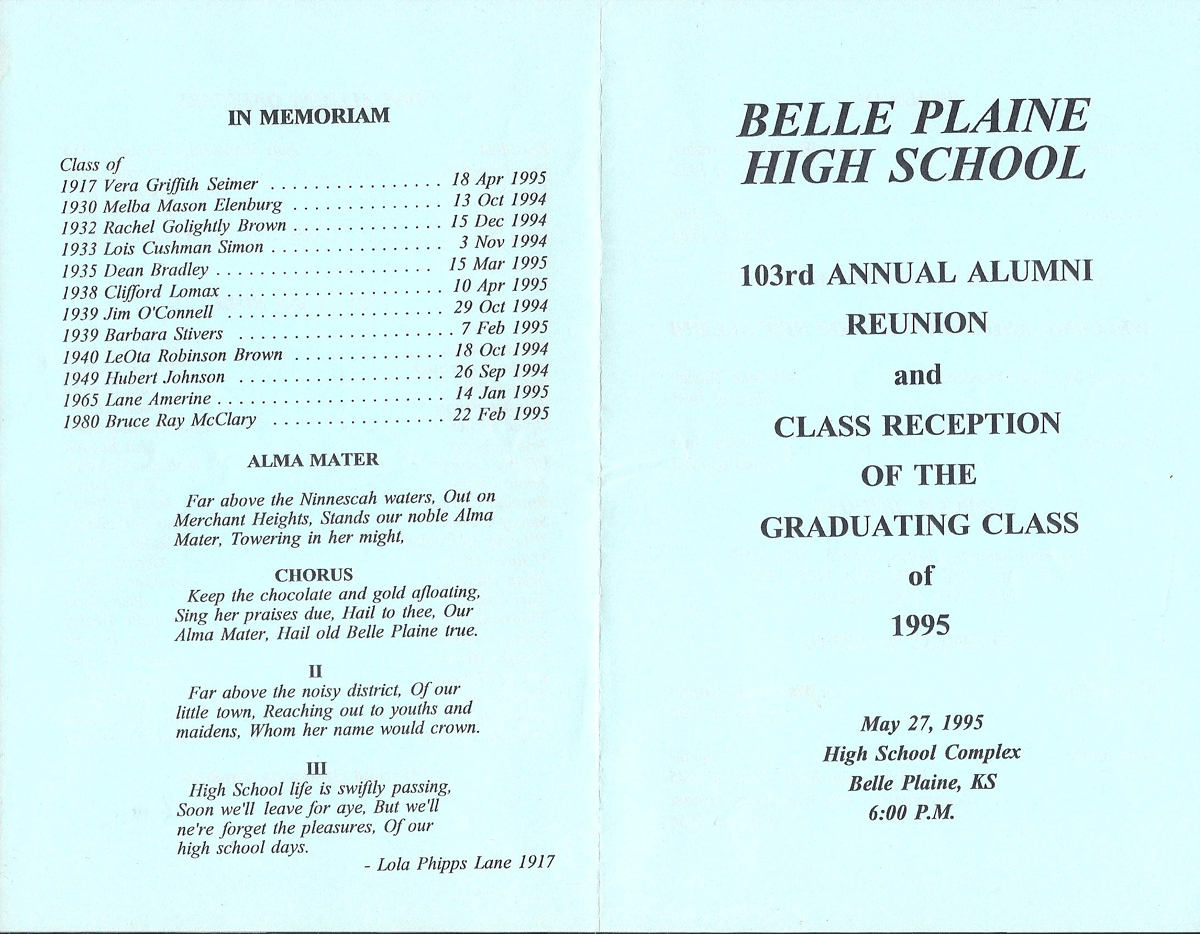 IN MEMORIAM
Class of
1917 Vera Griffith Seimer . . . . . . . . . . . . . . . . . 18 Apr 1995
1930 Melba Mason Elenburg . . . . . . . . . . . . . . . 13 Oct 1994
1932 Rachel Golightly Brown . . . . . . . . . . . . . . . 15 Dec 1994
1933 Lois Cushman Simon . . . . . . . . . . . . . . . . . 3 Nov 1994
1935 Dean Bradley . . . . . . . . . . . . . . . . . . . . . . 15 Mar 1995
1938 Clifford Lomax . . . . . . . . . . . . . . . . . . . . . . 10 Apr 1995
1939 Jim O'Connell . . . . . . . . . . . . . . . . . . . . . . 29 Oct 1994
1939 Barbara Stivers . . . . . . . . . . . . . . . . . . . . . . 7 Feb 1995
1940 LeOta Robinson Brown . . . . . . . . . . . . . . . 18 Oct 1994
1949 Hubert Johnson . . . . . . . . . . . . . . . . . . . . . 26 Sep 1994
1965 Lane Amerine . . . . . . . . . . . . . . . . . . . . . . . 14 Jan 1995
1980 Bruce Ray McClary . . . . . . . . . . . . . . . . . 22 Feb 1995
ALMA MATER
Far above the Ninnescah waters, Out on
Merchant Heights, Stands our noble Alma
Mater, Towering in her might,
CHORUS
Keep the chocolate and gold afloating,
Sing her praises due, Hail to thee, Our
Alma Mater, Hail old Belle Plaine true.
II
Far above the noisy district, Of our
little town, Reaching out to youths and
maidens, Whom her name would crown.
III
High School life is swiftly passing,
Soon we'll leave for aye, But we'll
ne're forget the pleasures, Of our
high school days.
- Lola Phipps Lane 1917
BELLE PLAINE
HIGH SCHOOL
103rd ANNUAL ALUMNI
REUNION
and
CLASS RECEPTION
OF THE
GRADUATING CLASS
of
1995
May 27, 1995
High School Complex
Belle Plaine, KS
6:00 P.M.